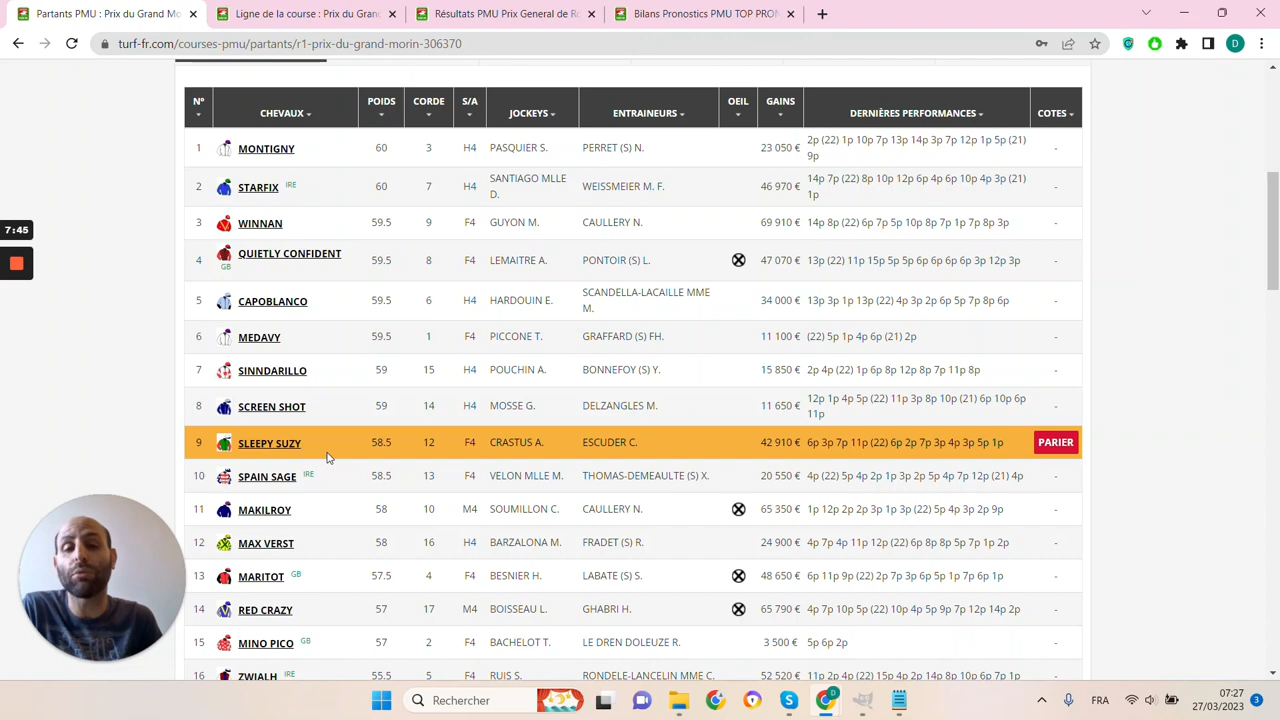 Partants PMU : Prix du Grand Mo
Ligne de la course : Prix du Gran
Résultats PMU Prix General de R
Bilans Pronostics PMU TOP PRO
turf-fr.com/courses-pmu/partants/r1-prix-du-grand-morin-306370
D
7:45
N° CHEVAUX POIDS CORDE S/A JOCKEYS ENTRAINEURS OEIL GAINS DERNIÈRES PERFORMANCES COTES
1 MONTIGNY 60 3 H4 PASQUIER S. PERRET (S) N. 23 050 € 2p (22) 1p 10p 7p 13p 14p 3p 7p 12p 1p 5p (21)
9p -
2 STARFIX IRE 60 7 H4 SANTIAGO MLLE
D. WEISSMEIER M. F. 46 970 € 14p 7p (22) 8p 10p 12p 6p 4p 6p 10p 4p 3p (21)
1p -
3 WINNAN 59.5 9 F4 GUYON M. CAULLERY N. 69 910 € 14p 8p (22) 6p 7p 5p 10p 8p 7p 1p 7p 8p 3p -
4 QUIETLY CONFIDENT
GB 59.5 8 F4 LEMAITRE A. PONTOIR (S) L. 47 070 € 13p (22) 11p 15p 5p 5p 6p 6p 6p 6p 3p 12p 3p -
5 CAPOBLANCO 59.5 6 H4 HARDOUIN E. SCANDELLA-LACAILLE MME
M. 34 000 € 13p 3p 1p 13p (22) 4p 3p 4p 6p 5p 7p 8p 6p -
6 MEDAVY 59.5 1 F4 PICCONE T. GRAFFARD (S) FH. 11 100 € (22) 5p 1p 4p 6p (21) 2p -
7 SINNDARILLO 59 15 H4 POUCHIN A. BONNEFOY (S) Y. 15 850 € 2p 4p (22) 1p 6p 8p 12p 8p 7p 11p 8p -
8 SCREEN SHOT 59 14 H4 MOSSE G. DELZANGLES M. 11 650 € 12p 1p 4p 5p (22) 11p 3p 8p 10p (21) 6p 10p 6p
11p -
9 SLEEPY SUZY 58.5 12 F4 CRASTUS A. ESCUDER C. 42 910 € 6p 3p 7p 11p (22) 6p 2p 7p 3p 4p 3p 5p 1p PARIER
10 SPAIN SAGE IRE 58.5 13 F4 VELON MLLE M. THOMAS-DEMEAULTE (S) X. 20 550 € 4p (22) 5p 4p 2p 1p 3p 2p 5p 4p 7p 12p (21) 4p -
11 MAKILROY 58 10 M4 SOUMILLON C. CAULLERY N. 65 350 € 1p 12p 2p 2p 3p 1p 3p (22) 5p 4p 3p 2p 9p -
12 MAX VERST 58 16 H4 BARZALONA M. FRADET (S) R. 24 900 € 4p 7p 4p 11p 12p (22) 6p 8p 8p 5p 7p 1p 2p -
13 MARITOT GB 57.5 4 F4 BESNIER H. LABATE (S) S. 48 650 € 6p 11p 9p (22) 2p 7p 3p 6p 5p 1p 7p 6p 1p -
14 RED CRAZY 57 17 M4 BOISSEAU L. GHABRI H. 65 790 € 4p 7p 10p 5p (22) 10p 4p 5p 9p 7p 12p 14p 2p -
15 MINO PICO GB 57 2 F4 BACHELOT T. LE DREN DOLEUZE R. 3 500 € 5p 6p 2p -
16 ZWIALH IRE 55.5 5 F4 RUIS S. RONDELE-LANCELIN MME C. 52 520 € 11p 2p 4p (22) 15p 4p 2p 14p 8p 10p 6p 7p 1p -
Rechercher
FRA
07:27
27/03/2023
3